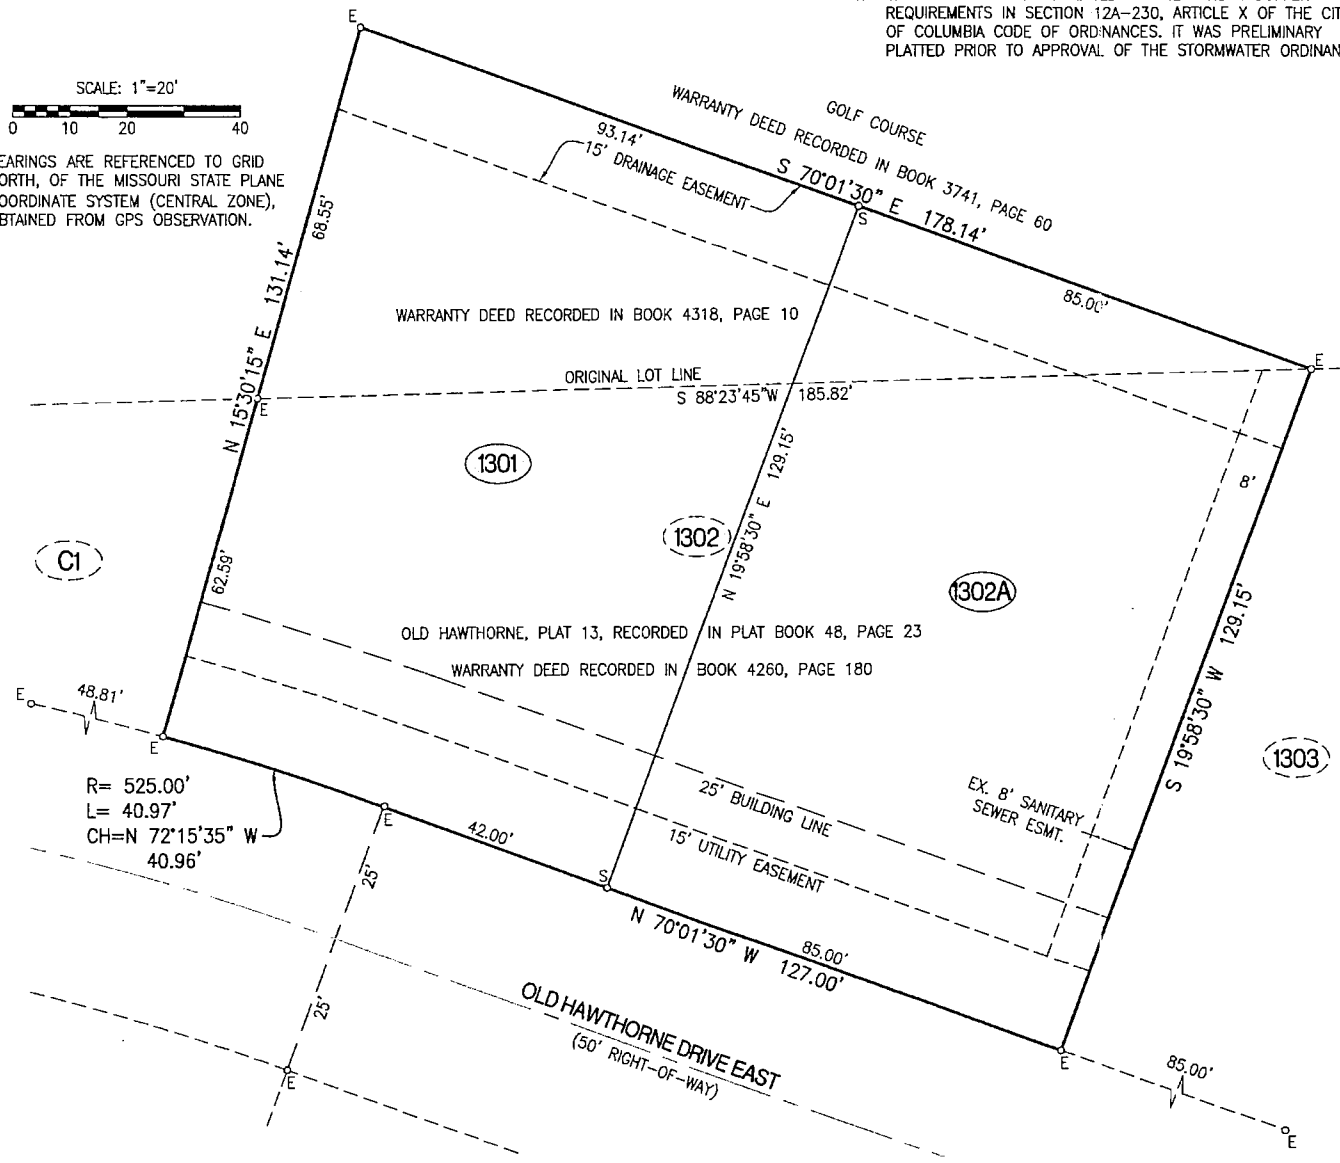 REQUIREMENTS IN SECTION 12A-230, ARTICLE X OF THE CIT
OF COLUMBIA CODE OF ORDINANCES. IT WAS PRELIMINARY
PLATTED PRIOR TO APPROVAL OF THE STORMWATER ORDINAN
SCALE: 1"=20'
0 10 20 40
EARINGS ARE REFERENCED TO GRID
ORTH, OF THE MISSOURI STATE PLANE
OORDINATE SYSTEM (CENTRAL ZONE),
BTAINED FROM GPS OBSERVATION.
E
GOLF COURSE
WARRANTY DEED RECORDED IN BOOK 3741, PAGE 60
93.14'
15' DRAINAGE EASEMENT
S 70°01'30" E 178.14'
S
85.00'
E
68.55'
N 15°30'15" E 131.14'
WARRANTY DEED RECORDED IN BOOK 4318, PAGE 10
ORIGINAL LOT LINE
S 88°23'45"W 185.82'
E
1301
N 19°58'30" E 129.15'
8'
1302
C1
62.59'
1302A
S 19°58'30" W 129.15'
OLD HAWTHORNE, PLAT 13, RECORDED IN PLAT BOOK 48, PAGE 23
WARRANTY DEED RECORDED IN BOOK 4260, PAGE 180
E
48.81'
E
1303
R= 525.00'
L= 40.97'
CH=N 72°15'35" W
40.96'
E
42.00'
25' BUILDING LINE
EX. 8' SANITARY
SEWER ESMT.
15' UTILITY EASEMENT
S
25'
N 70°01'30" W 127.00'
85.00'
25'
OLD HAWTHORNE DRIVE EAST
(50' RIGHT-OF-WAY)
E
E
85.00'
E